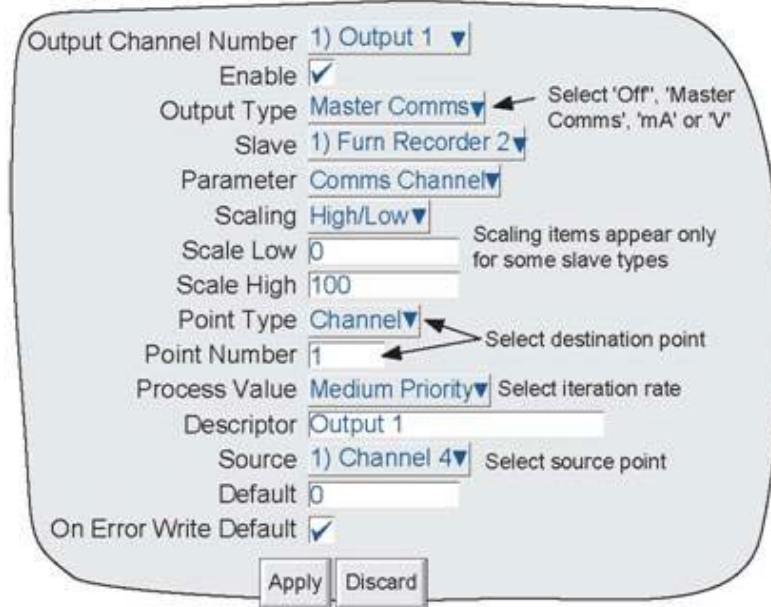 Output Channel Number 1) Output 1
Enable
Output Type Master Comms
Select 'Off", 'Master
Comms', 'mA' or 'V'
Slave 1) Furn Recorder 2
Parameter Comms Channel
Scaling High/Low
Scaling items appear only
for some slave types
Scale Low 0
Scale High 100
Point Type Channel
Select destination point
Point Number 1
Process Value Medium Priority Select iteration rate
Descriptor Output 1
Source 1) Channel 4 Select source point
Default 0
On Error Write Default
Apply Discard